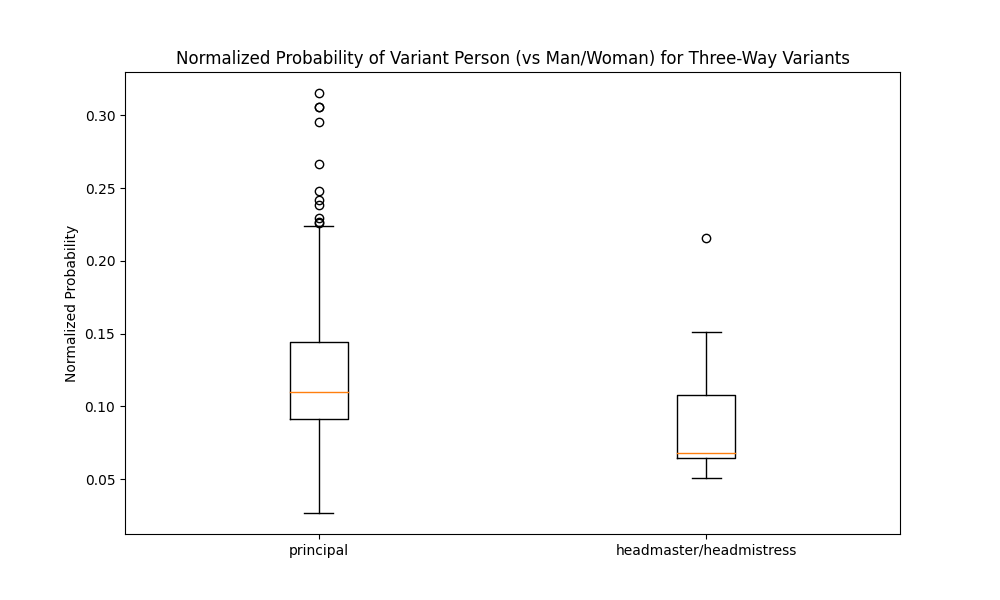 Normalized Probability of Variant Person (vs Man/Woman) for Three-Way Variants
Normalized Probability
0.30
0.25
0.20
0.15
0.10
0.05
principal
headmaster/headmistress